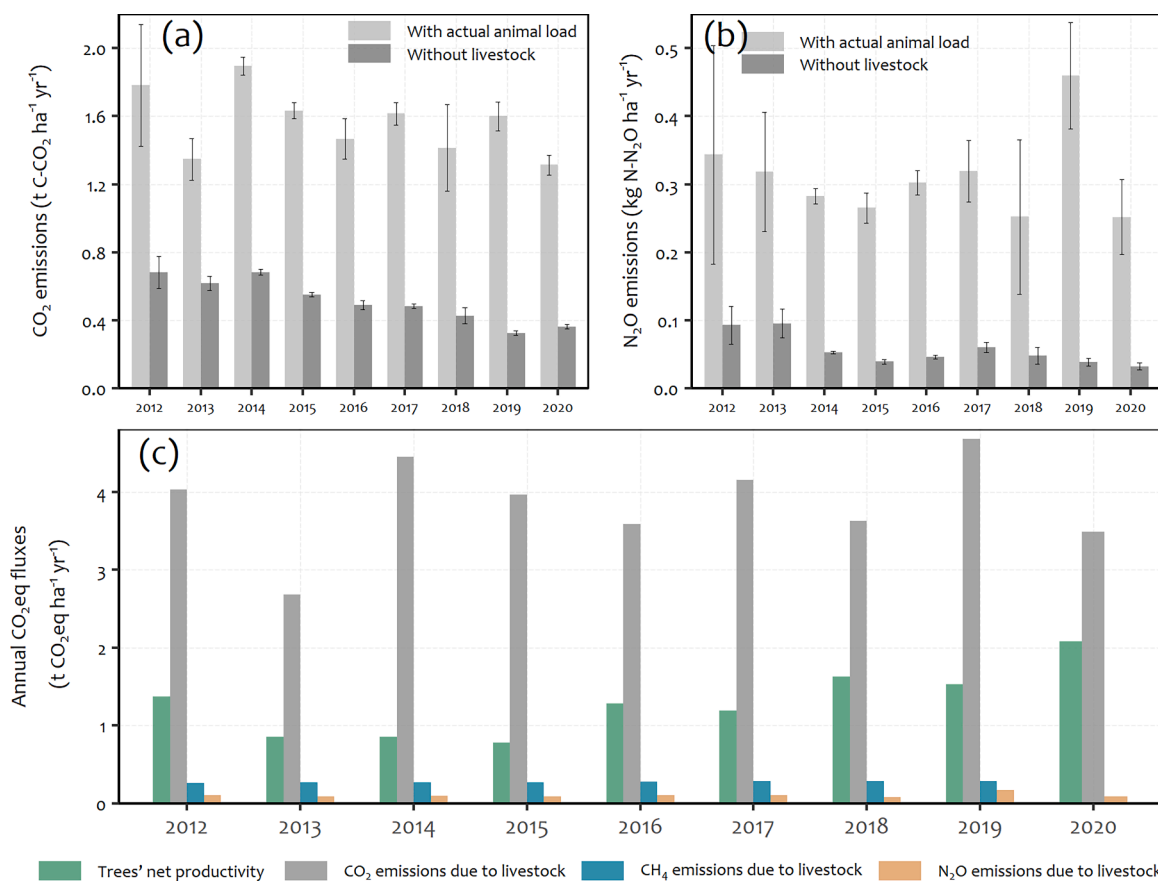 (a)
With actual animal load
Without livestock
CO₂ emissions (t C-CO₂ ha⁻¹ yr⁻¹)
2.0
1.6
1.2
0.8
0.4
0.0
2012 2013 2014 2015 2016 2017 2018 2019 2020
(b)
With actual animal load
Without livestock
N₂O emissions (kg N-N₂O ha⁻¹ yr⁻¹)
0.5
0.4
0.3
0.2
0.1
0.0
2012 2013 2014 2015 2016 2017 2018 2019 2020
(c)
Annual CO₂eq fluxes
(t CO₂eq ha⁻¹ yr⁻¹)
4
3
2
1
0
2012 2013 2014 2015 2016 2017 2018 2019 2020
Trees' net productivity
CO₂ emissions due to livestock
CH₄ emissions due to livestock
N₂O emissions due to livestock